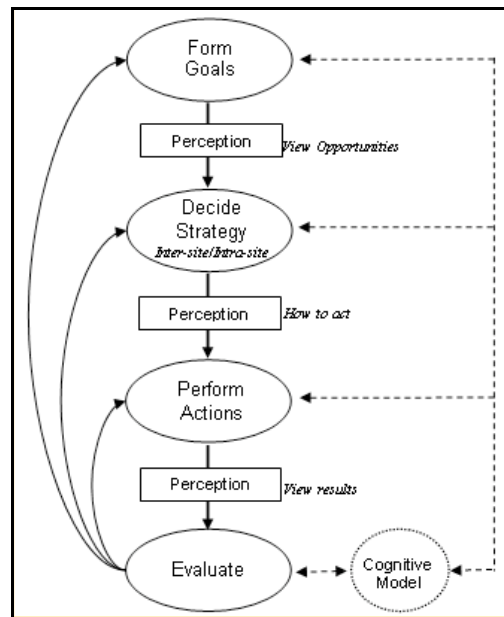 Form
Goals
Perception
View Opportunities
Decide
Strategy
Inter-site/Intra-site
Perception
How to act
Perform
Actions
Perception
View results
Evaluate
Cognitive
Model